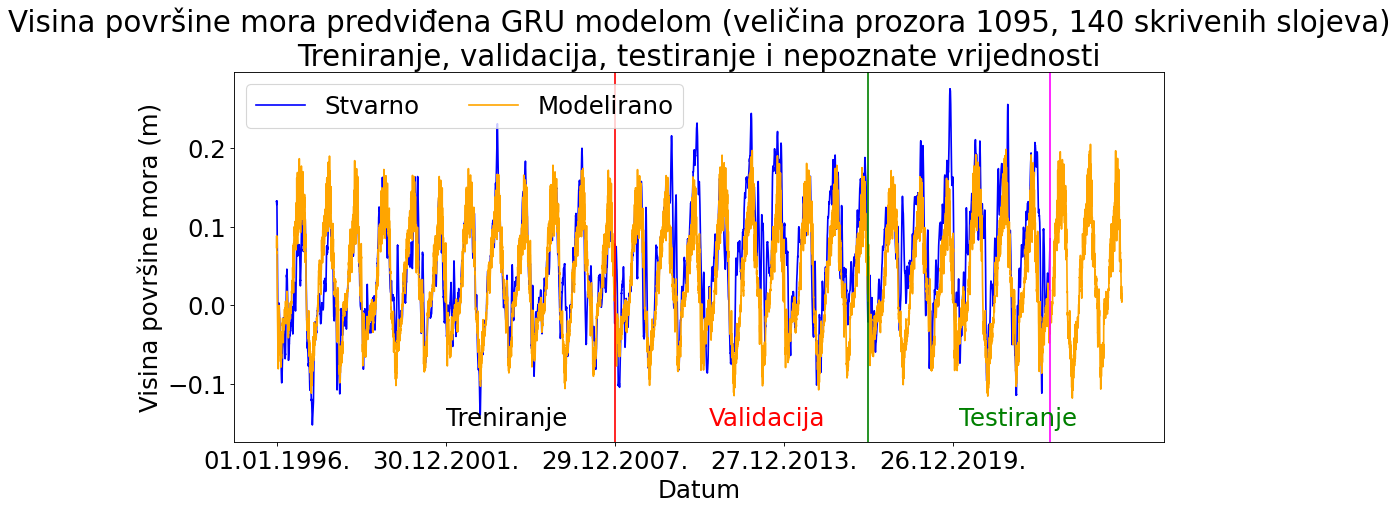 Visina površine mora predviđena GRU modelom (veličina prozora 1095, 140 skrivenih slojeva)
Treniranje, validacija, testiranje i nepoznate vrijednosti
Stvarno Modelirano
Visina površine mora (m)
0.2
0.1
0.0
−0.1
Treniranje Validacija Testiranje
01.01.1996. 30.12.2001. 29.12.2007. 27.12.2013. 26.12.2019.
Datum